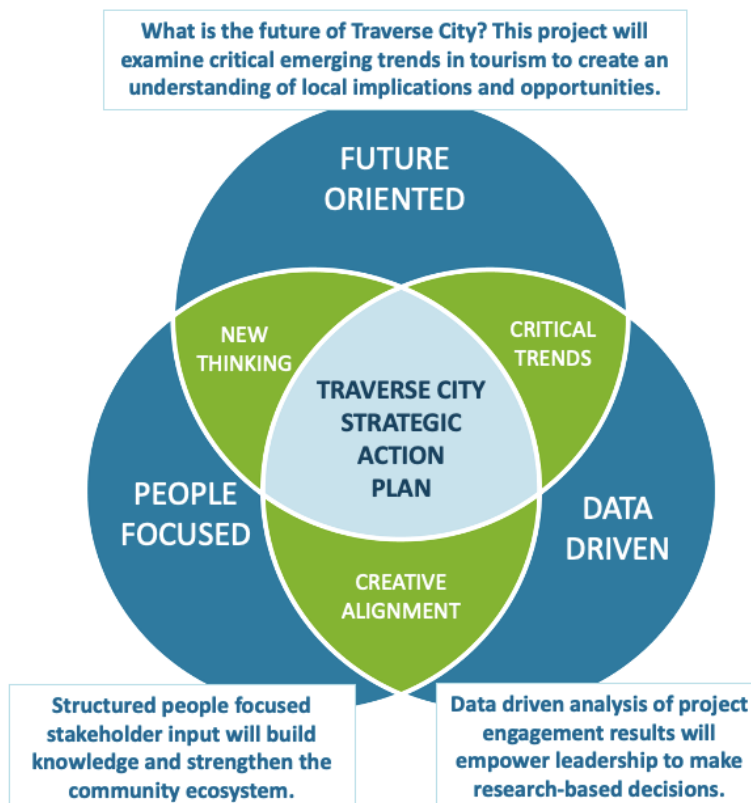 What is the future of Traverse City? This project will
examine critical emerging trends in tourism to create an
understanding of local implications and opportunities.
FUTURE
ORIENTED
NEW
THINKING
CRITICAL
TRENDS
TRAVERSE CITY
STRATEGIC
ACTION
PLAN
PEOPLE
FOCUSED
DATA
DRIVEN
CREATIVE
ALIGNMENT
Structured people focused
stakeholder input will build
knowledge and strengthen the
community ecosystem.
Data driven analysis of project
engagement results will
empower leadership to make
research-based decisions.